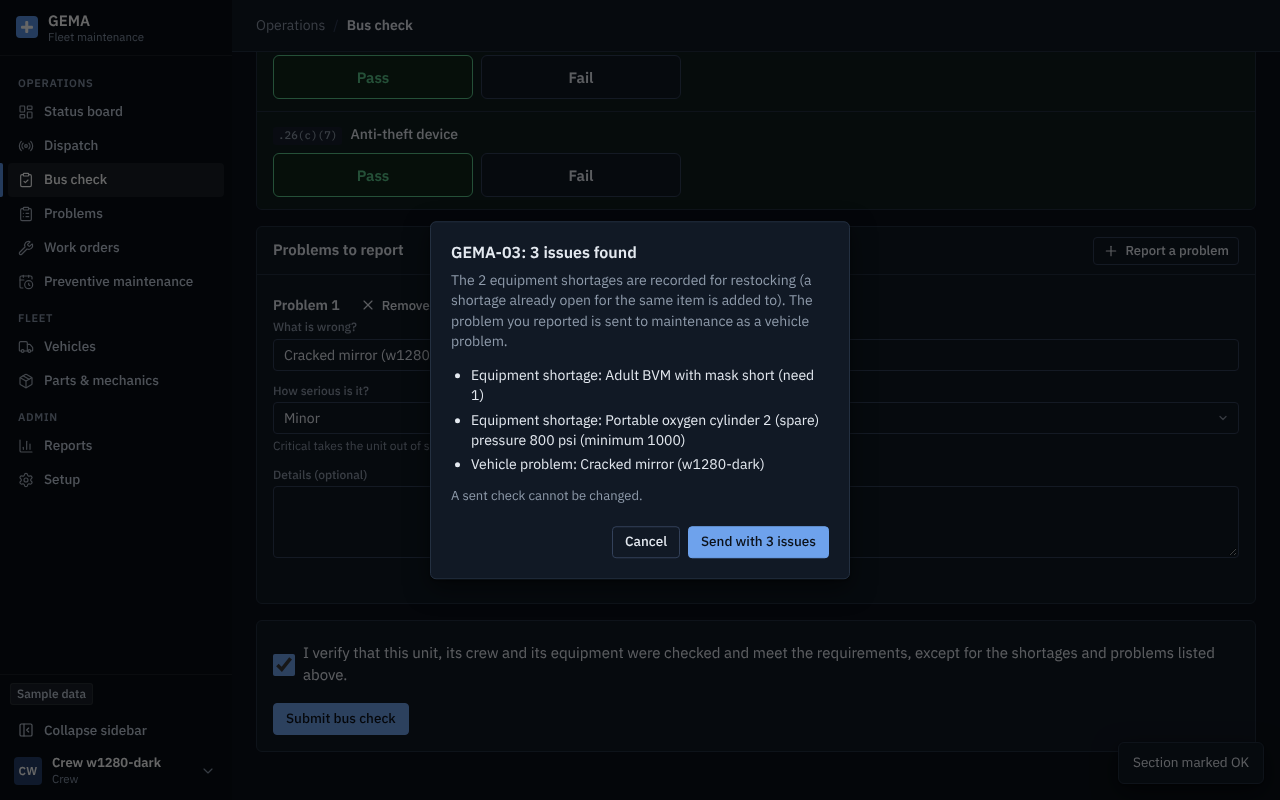 GEMA
Fleet maintenance
OPERATIONS
Status board
Dispatch
Bus check
Problems
Work orders
Preventive maintenance
FLEET
Vehicles
Parts & mechanics
ADMIN
Reports
Setup
Sample data
Collapse sidebar
CW
Crew w1280-dark
Crew
Operations / Bus check
Pass
Fail
.26(c)(7) Anti-theft device
Pass
Fail
Problems to report
Report a problem
Problem 1
Remove
What is wrong?
Cracked mirror (w1280
How serious is it?
Minor
Critical takes the unit out of s
Details (optional)
GEMA-03: 3 issues found
The 2 equipment shortages are recorded for restocking (a
shortage already open for the same item is added to). The
problem you reported is sent to maintenance as a vehicle
problem.
• Equipment shortage: Adult BVM with mask short (need
1)
• Equipment shortage: Portable oxygen cylinder 2 (spare)
pressure 800 psi (minimum 1000)
• Vehicle problem: Cracked mirror (w1280-dark)
A sent check cannot be changed.
Cancel
Send with 3 issues
I verify that this unit, its crew and its equipment were checked and meet the requirements, except for the shortages and problems listed
above.
Submit bus check
Section marked OK